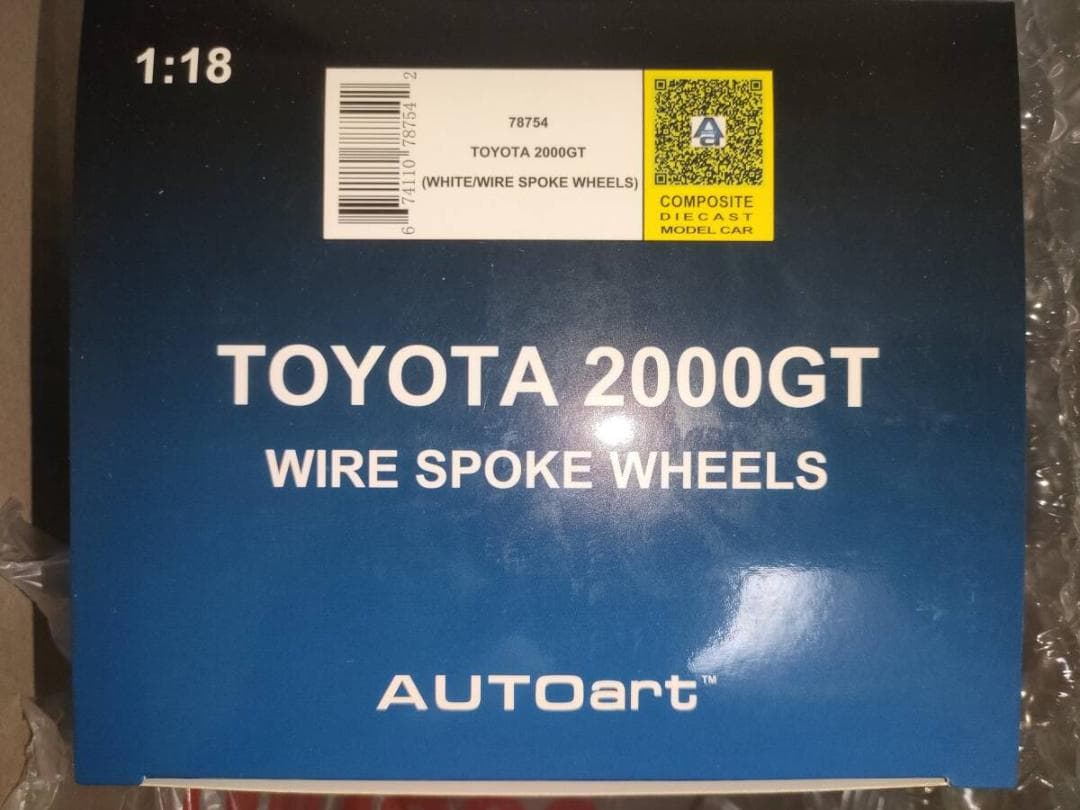 1:18
6 74110 78754 2
78754
TOYOTA 2000GT
(WHITE/WIRE SPOKE WHEELS)
COMPOSITE
DIECAST
MODEL CAR
TOYOTA 2000GT
WIRE SPOKE WHEELS
AUTOart™